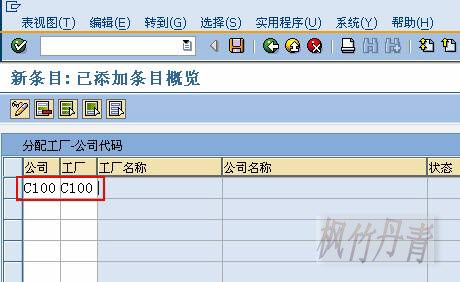 表视图(T) 编辑(E) 转到(G) 选择(S) 实用程序(U) 系统(Y) 帮助(H)
新条目:已添加条目概览
分配工厂-公司代码
公司 工厂 工厂名称 公司名称 状态
C100 C100
枫竹丹青